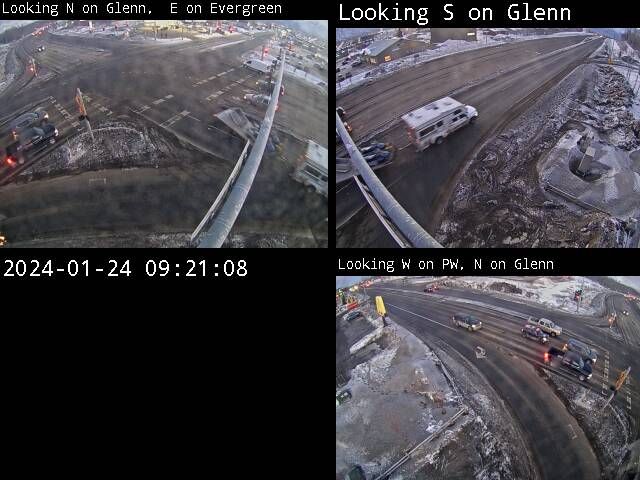 Looking N on Glenn,  E on Evergreen
Looking S on Glenn
2024-01-24 09:21:08
Looking W on PW, N on Glenn